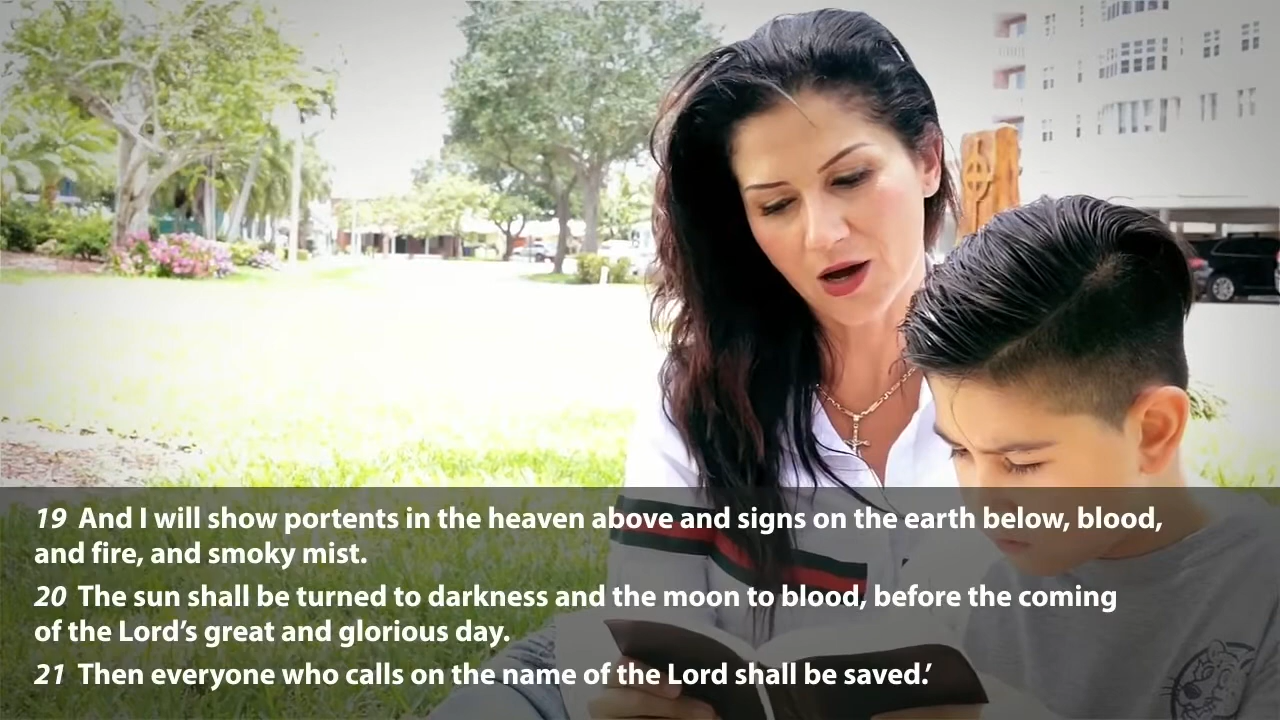 19 And I will show portents in the heaven above and signs on the earth below, blood,
and fire, and smoky mist.
20 The sun shall be turned to darkness and the moon to blood, before the coming
of the Lord’s great and glorious day.
21 Then everyone who calls on the name of the Lord shall be saved.’